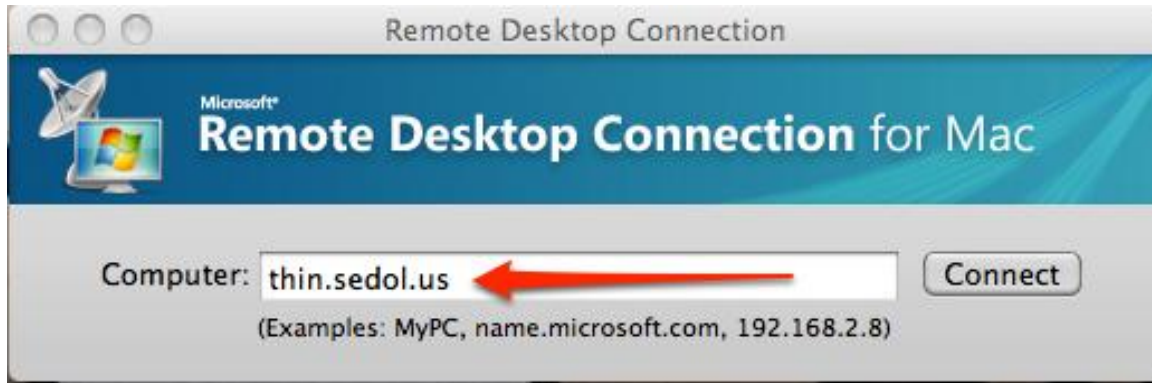 Remote Desktop Connection
Microsoft®
Remote Desktop Connection for Mac
Computer: thin.sedol.us Connect
(Examples: MyPC, name.microsoft.com, 192.168.2.8)